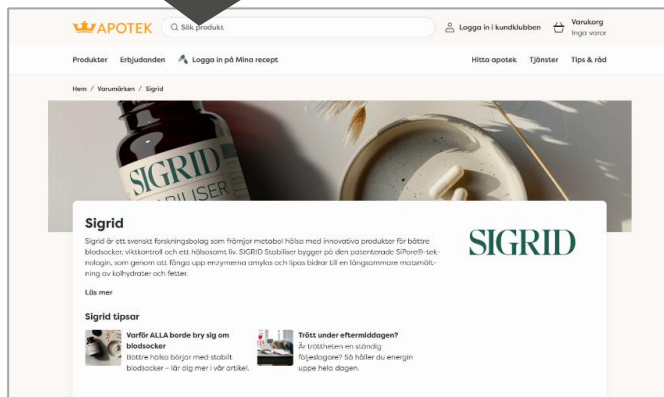 APOTEK
Sök produkt
Logga in i kundklubben
Varukorg
Inga varor
Produkter Erbjudanden Logga in på Mina recept
Hitta apotek Tjänster Tips & råd
Hem / Varumärken / Sigrid
SIGRID
STABILISER
Sigrid
SIGRID
Sigrid är ett svenskt forskningsbolag som främjar metabol hälsa med innovativa produkter för bättre
blodsocker, viktkontroll och ett hälsosamt liv. SIGRID Stabiliser bygger på den patenterade SiPore®-tek-
nologin, som genom att fånga upp enzymerna amylas och lipas bidrar till en långsammare matsmält-
ning av kolhydrater och fetter.
Läs mer
Sigrid tipsar
Varför ALLA borde bry sig om
blodsocker
Bättre hälsa börjar med stabilt
blodsocker – lär dig mer i vår artikel.
Trött under eftermiddagen?
Är tröttheten en ständig
följeslagare? Så håller du energin
uppe hela dagen.